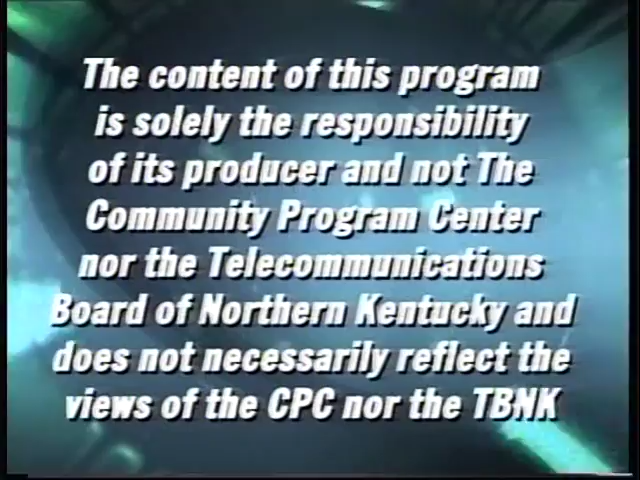 The content of this program
is solely the responsibility
of its producer and not The
Community Program Center
nor the Telecommunications
Board of Northern Kentucky and
does not necessarily reflect the
views of the CPC nor the TBNK